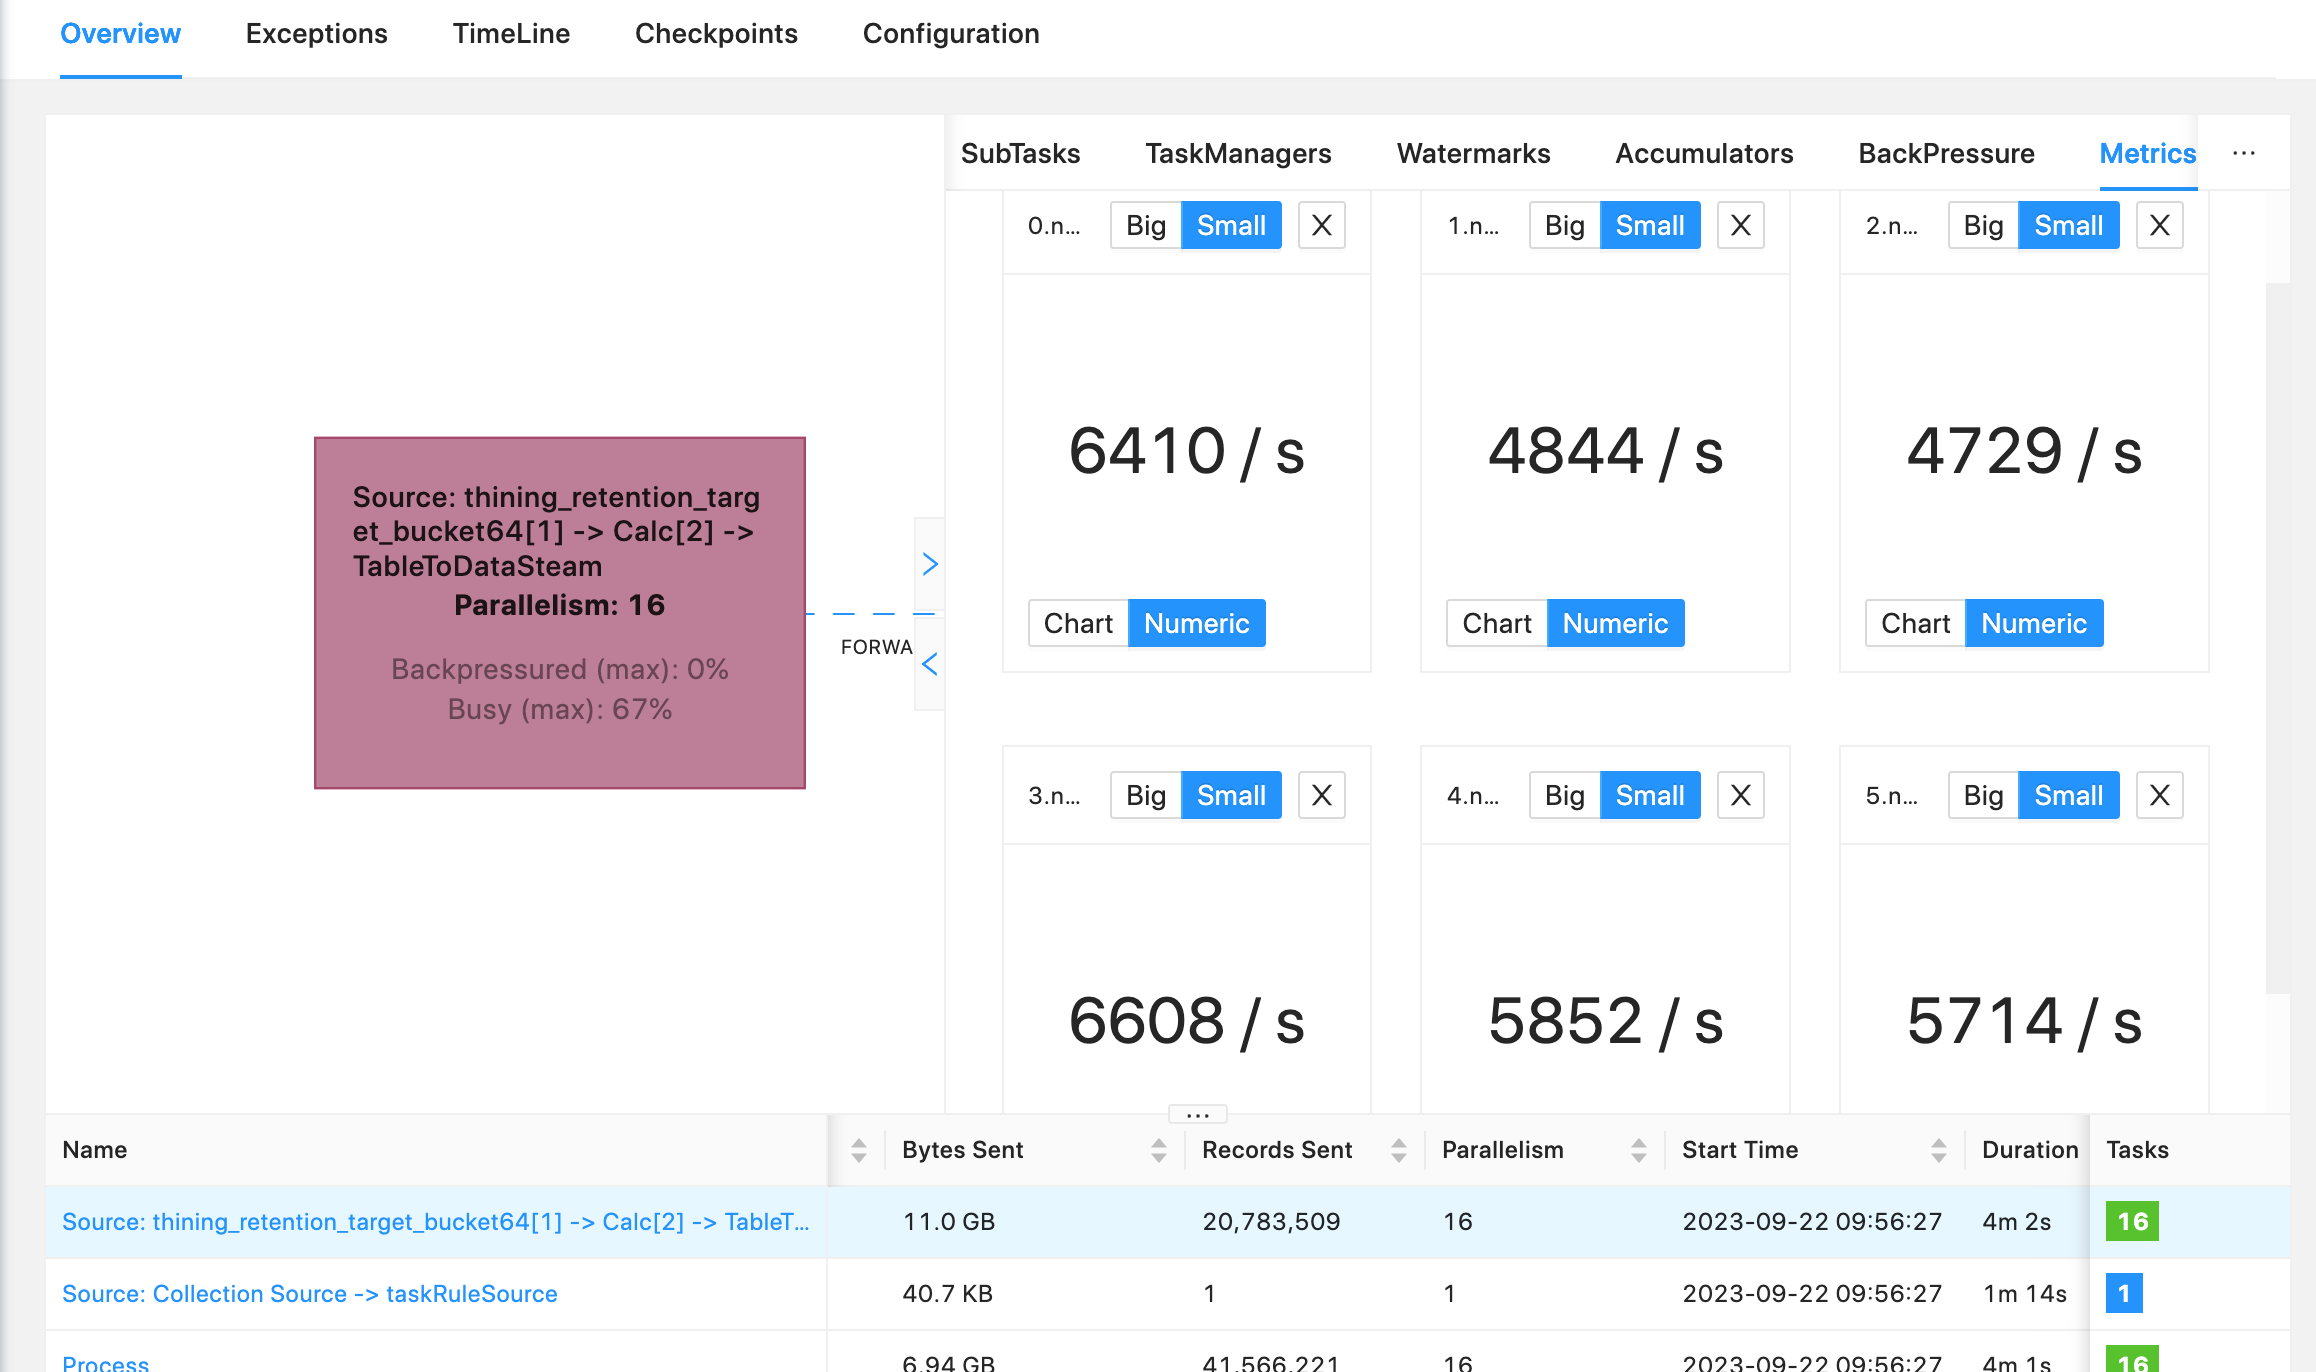 Overview Exceptions TimeLine Checkpoints Configuration
SubTasks TaskManagers Watermarks Accumulators BackPressure Metrics ...
0.n... Big Small X 1.n... Big Small X 2.n... Big Small X
6410 / s 4844 / s 4729 / s
Chart Numeric Chart Numeric Chart Numeric
Source: thining_retention_targ
et_bucket64[1] -> Calc[2] ->
TableToDataSteam
Parallelism: 16
Backpressured (max): 0%
Busy (max): 67%
FORWA
3.n... Big Small X 4.n... Big Small X 5.n... Big Small X
6608 / s 5852 / s 5714 / s
...
Name Bytes Sent Records Sent Parallelism Start Time Duration Tasks
Source: thining_retention_target_bucket64[1] -> Calc[2] -> TableT... 11.0 GB 20,783,509 16 2023-09-22 09:56:27 4m 2s 16
Source: Collection Source -> taskRuleSource 40.7 KB 1 1 2023-09-22 09:56:27 1m 14s 1
Process 6.94 GB 41,566,221 16 2023-09-22 09:56:27 4m 1s 16